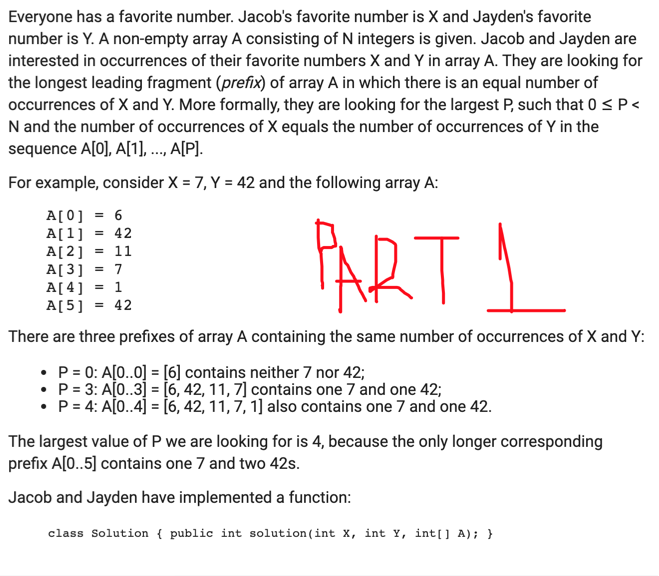 Everyone has a favorite number. Jacob's favorite number is X and Jayden's favorite
number is Y. A non-empty array A consisting of N integers is given. Jacob and Jayden are
interested in occurrences of their favorite numbers X and Y in array A. They are looking for
the longest leading fragment (prefix) of array A in which there is an equal number of
occurrences of X and Y. More formally, they are looking for the largest P, such that 0 ≤ P <
N and the number of occurrences of X equals the number of occurrences of Y in the
sequence A[0], A[1], ..., A[P].
For example, consider X = 7, Y = 42 and the following array A:
A[0] = 6
A[1] = 42
A[2] = 11
A[3] = 7
A[4] = 1
A[5] = 42
PART 1
There are three prefixes of array A containing the same number of occurrences of X and Y:
• P = 0: A[0..0] = [6] contains neither 7 nor 42;
• P = 3: A[0..3] = [6, 42, 11, 7] contains one 7 and one 42;
• P = 4: A[0..4] = [6, 42, 11, 7, 1] also contains one 7 and one 42.
The largest value of P we are looking for is 4, because the only longer corresponding
prefix A[0..5] contains one 7 and two 42s.
Jacob and Jayden have implemented a function:
class Solution { public int solution(int X, int Y, int[] A); }